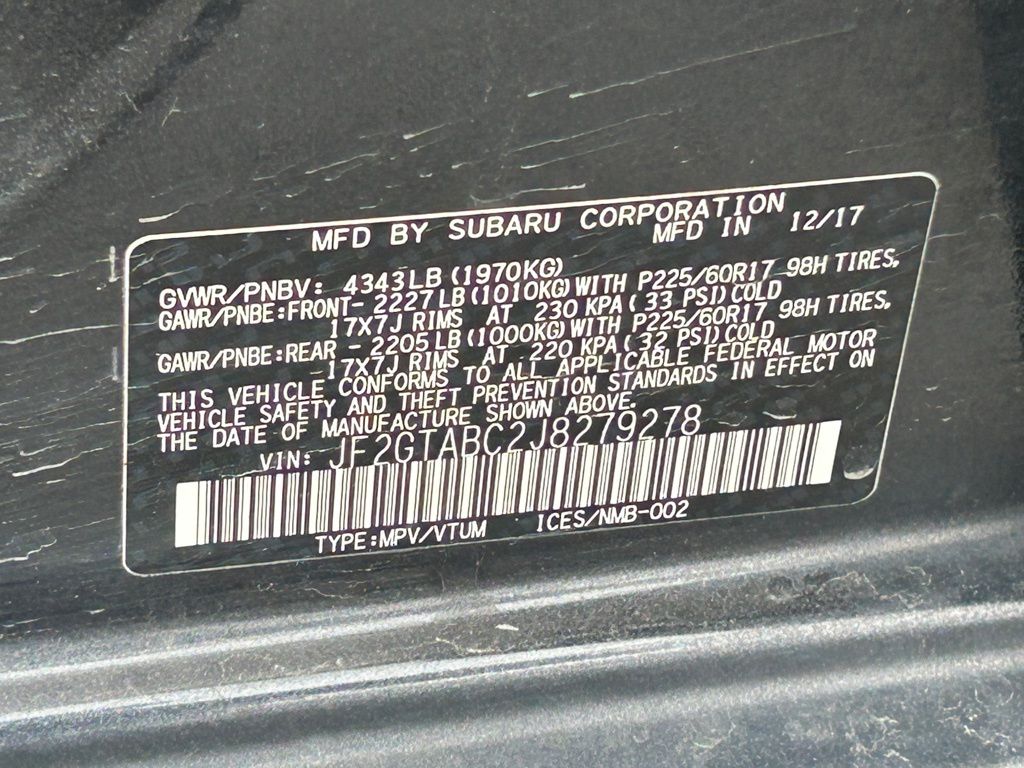 MFD BY SUBARU CORPORATION
MFD IN 12/17
GVWR/PNBV: 4343LB (1970KG)
GAWR/PNBE:FRONT- 2227LB(1010KG)WITH P225/60R17 98H TIRES,
17X7J RIMS AT 230 KPA( 33 PSI)COLD
GAWR/PNBE:REAR - 2205LB(1000KG)WITH P225/60R17 98H TIRES,
17X7J RIMS AT 220 KPA( 32 PSI)COLD
THIS VEHICLE CONFORMS TO ALL APPLICABLE FEDERAL MOTOR
VEHICLE SAFETY AND THEFT PREVENTION STANDARDS IN EFFECT ON
THE DATE OF MANUFACTURE SHOWN ABOVE.
VIN: JF2GTABC2J8279278
TYPE:MPV/VTUM ICES/NMB-002